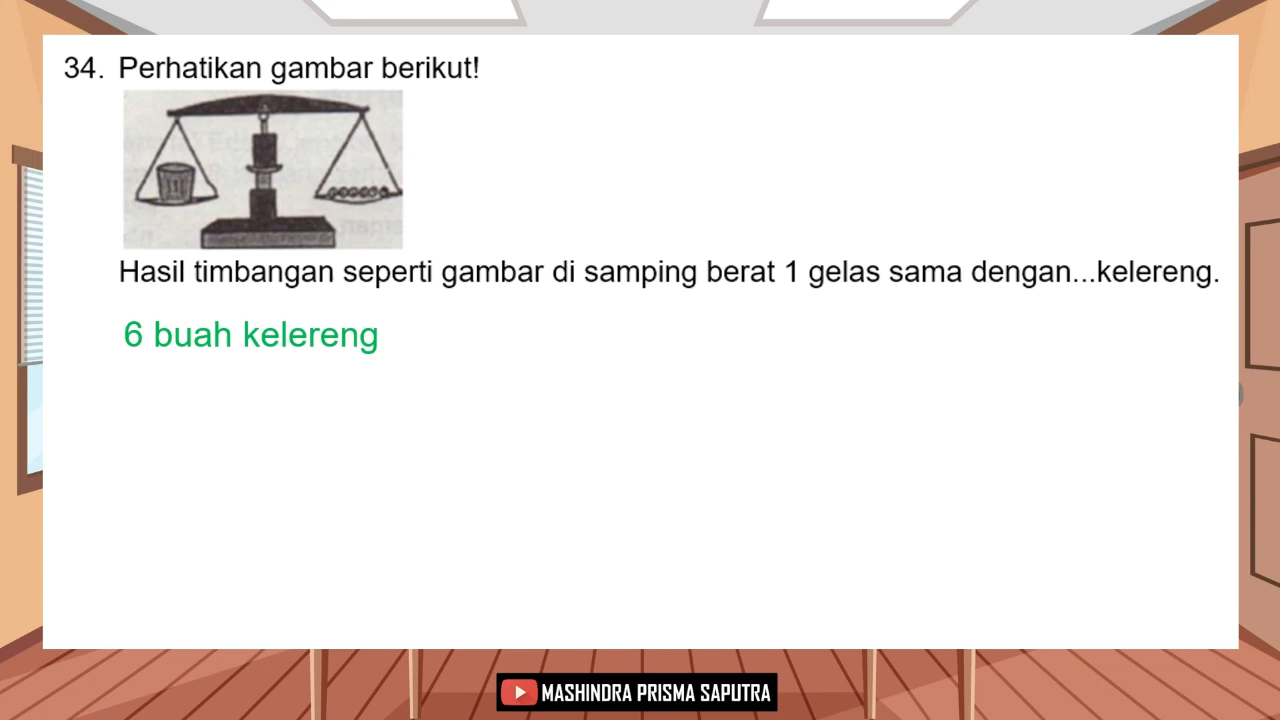 34. Perhatikan gambar berikut!
Hasil timbangan seperti gambar di samping berat 1 gelas sama dengan...kelereng.
6 buah kelereng
MASHINDRA PRISMA SAPUTRA